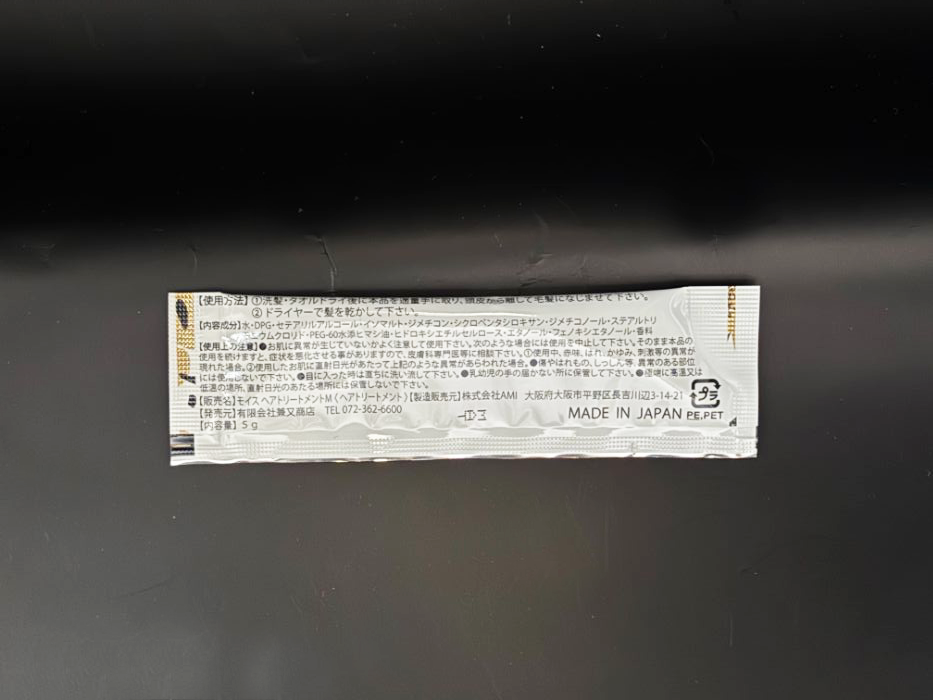 【使用方法】①洗髪・タオルドライ後に本品を適量手に取り、頭皮から離して毛髪になじませて下さい。
②ドライヤーで髪を乾かして下さい。
【内容成分】水・DPG・セテアリルアルコール・イソマルト・ジメチコン・シクロペンタシロキサン・ジメチコノール・ステアルトリ
ウムクロリド・PEG-60水添ヒマシ油・ヒドロキシエチルセルロース・エタノール・フェノキシエタノール・香料
【使用上の注意】●お肌に異常が生じていないかよく注意して使用下さい。次のような場合には使用を中止して下さい。そのまま本品の
使用を続けますと、症状を悪化させる事がありますので、皮膚科専門医等に相談下さい。①使用中、赤味、はれ、かゆみ、刺激等の異常が
現れた場合。②使用したお肌に直射日光があたって上記のような異常があらわれた場合。●傷やはれもの、しっしん等、異常のある部位
には使用しないで下さい。●目に入った時は直ちに洗い流して下さい。●乳幼児の手の届かない所に保管して下さい。●極端に高温又は
低温の場所、直射日光のあたる場所には保管しないで下さい。
【販売名】モイス ヘアトリートメントM〈ヘアトリートメント〉【製造販売元】株式会社AMI 大阪府大阪市平野区長吉川辺3-14-21
【発売元】有限会社兼又商店 TEL 072-362-6600
【内容量】5g
MADE IN JAPAN
プラ
PE,PET